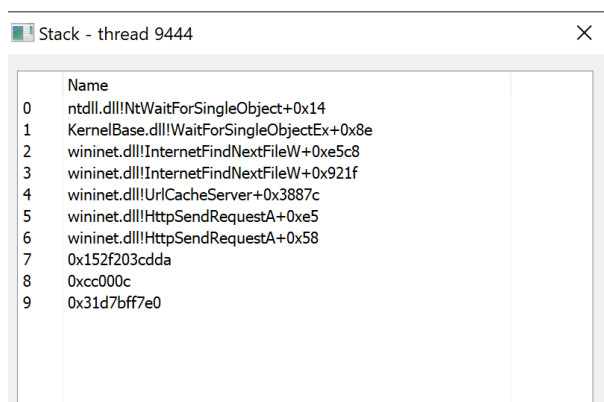 Stack - thread 9444
Name
0 ntdll.dll!NtWaitForSingleObject+0x14
1 KernelBase.dll!WaitForSingleObjectEx+0x8e
2 wininet.dll!InternetFindNextFileW+0xe5c8
3 wininet.dll!InternetFindNextFileW+0x921f
4 wininet.dll!UrlCacheServer+0x3887c
5 wininet.dll!HttpSendRequestA+0xe5
6 wininet.dll!HttpSendRequestA+0x58
7 0x152f203cdda
8 0xcc000c
9 0x31d7bff7e0